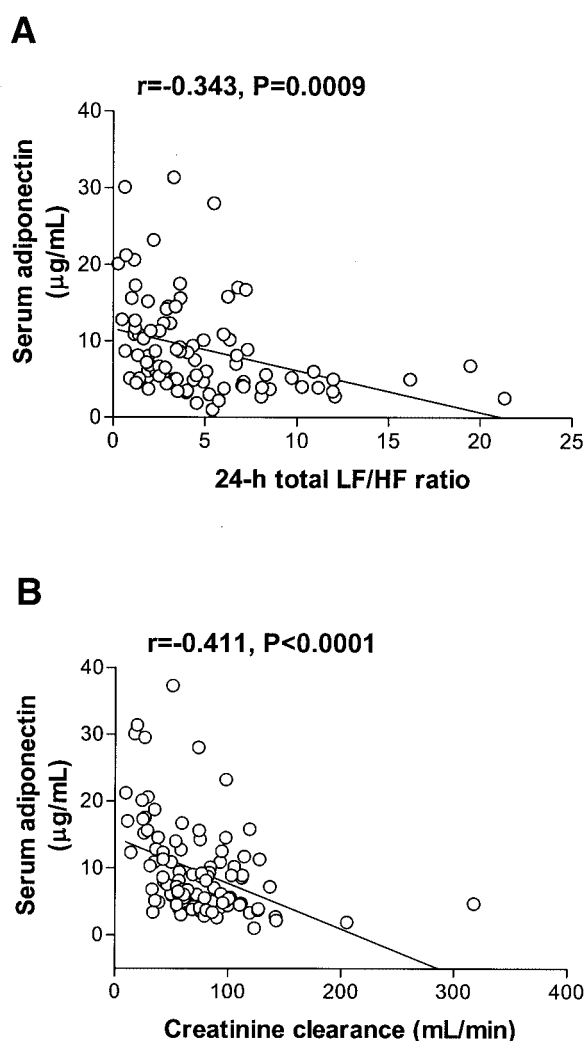 A
r=-0.343, P=0.0009
Serum adiponectin
(μg/mL)
40
30
20
10
0
0 5 10 15 20 25
24-h total LF/HF ratio
B
r=-0.411, P<0.0001
Serum adiponectin
(μg/mL)
40
30
20
10
0
0 100 200 300 400
Creatinine clearance (mL/min)